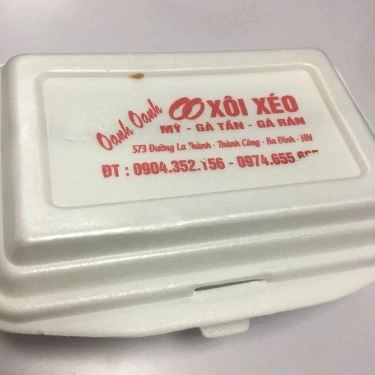 Oanh Oanh
XÔI XÉO
MỲ - GÀ TẦN - GÀ RÁN
573 Đường La Thành - Thành Công - Ba Đình - HN
ĐT : 0904.352.156 - 0974.655.